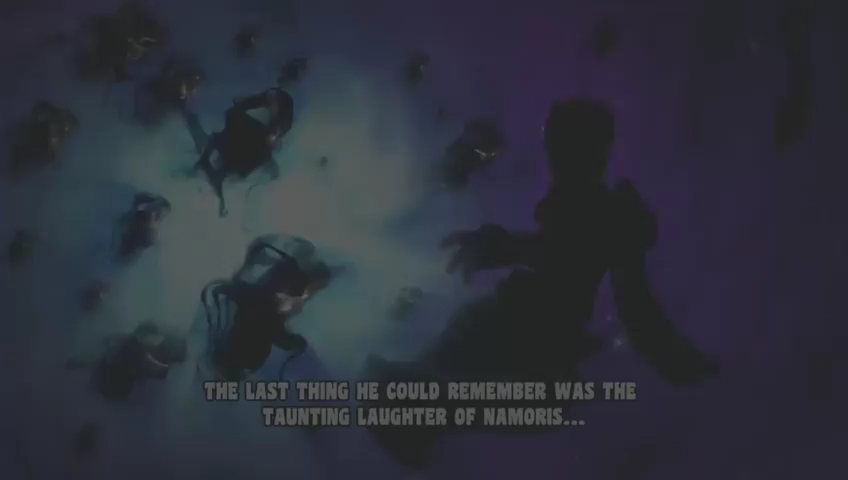 THE LAST THING HE COULD REMEMBER WAS THE
TAUNTING LAUGHTER OF NAMORIS...